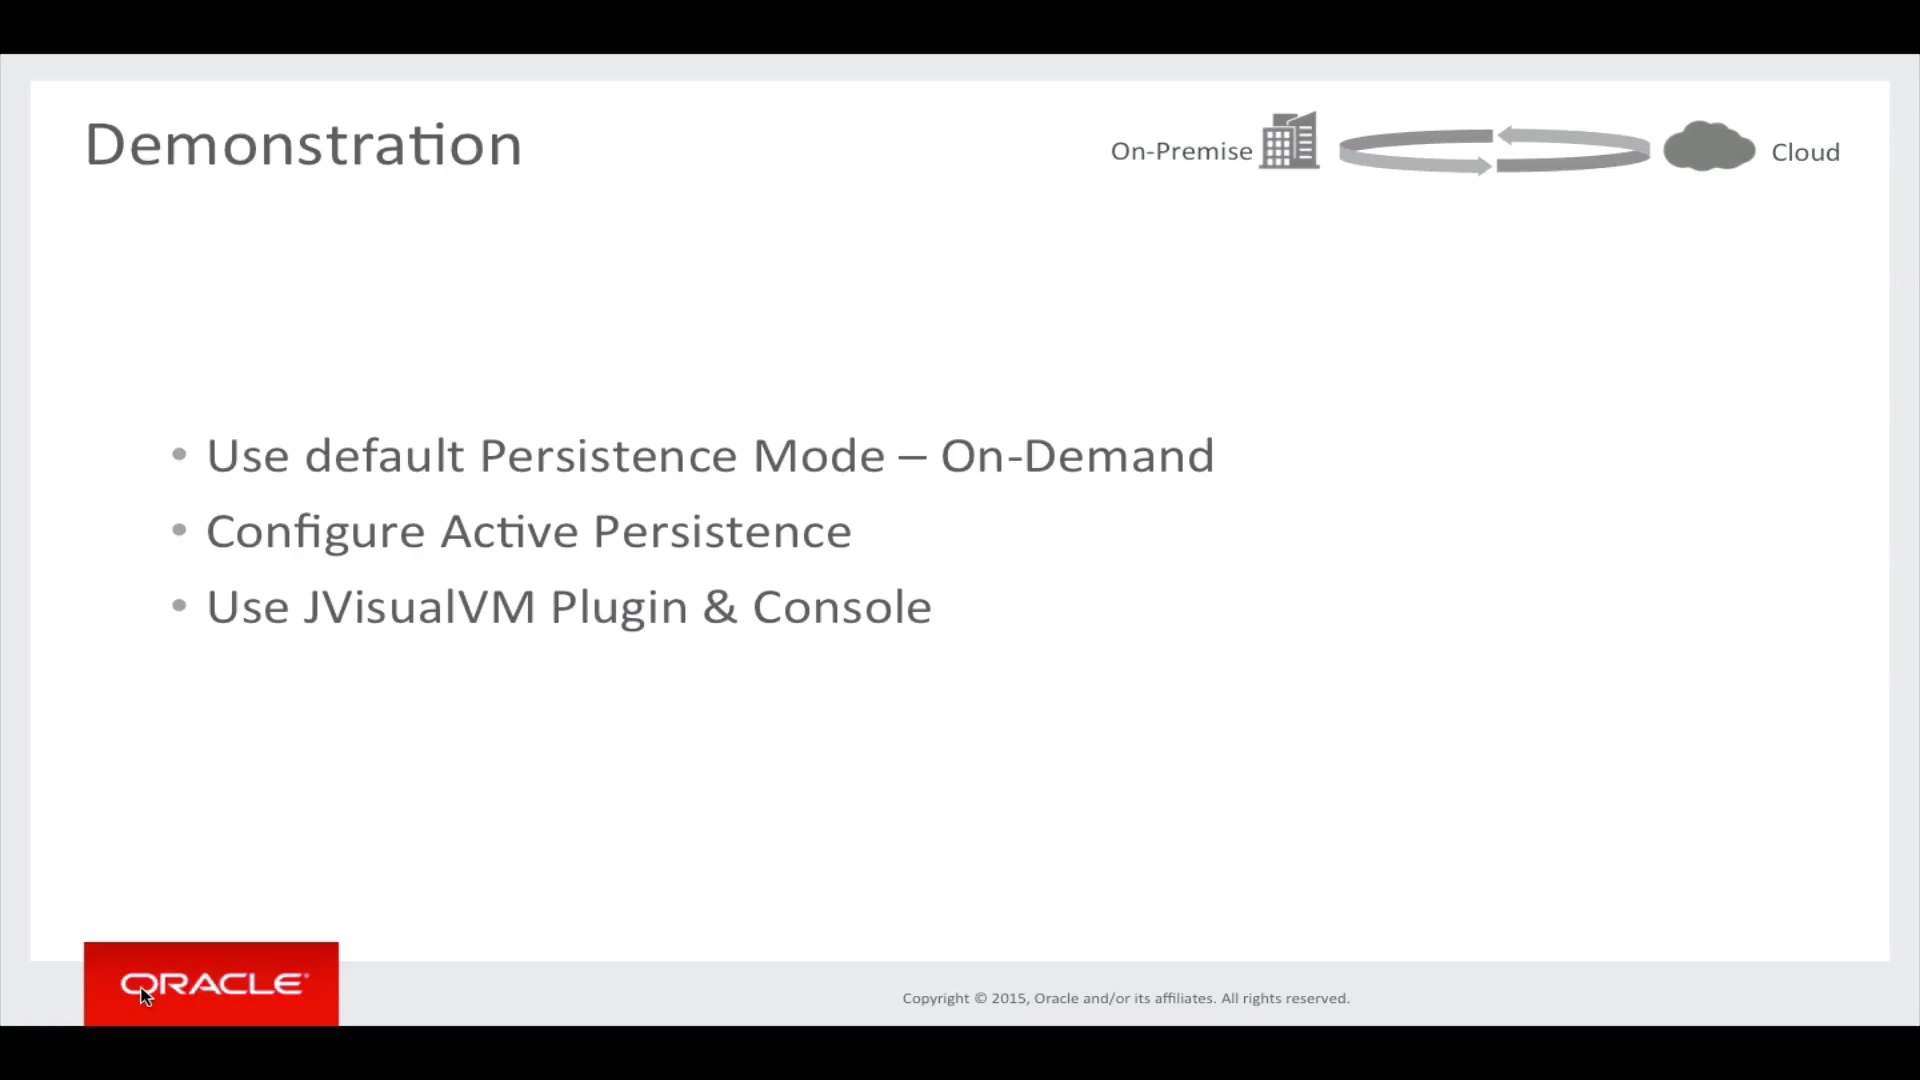 Demonstration
On-Premise
Cloud
• Use default Persistence Mode – On-Demand
• Configure Active Persistence
• Use JVisualVM Plugin & Console
ORACLE®
Copyright © 2015, Oracle and/or its affiliates. All rights reserved.